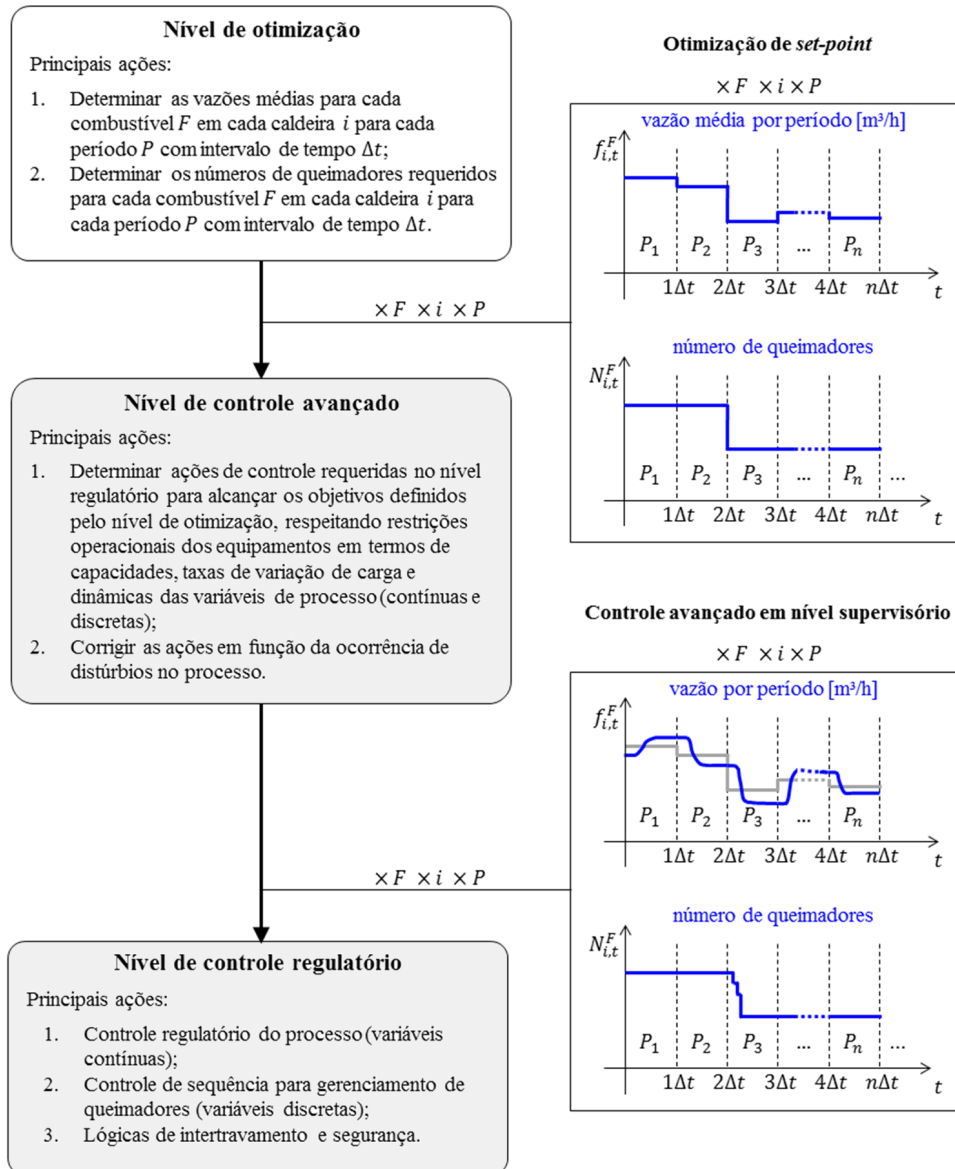 Nível de otimização
Principais ações:
1. Determinar as vazões médias para cada
combustível F em cada caldeira i para cada
período P com intervalo de tempo Δt;
2. Determinar os números de queimadores requeridos
para cada combustível F em cada caldeira i para
cada período P com intervalo de tempo Δt.
× F × i × P
Nível de controle avançado
Principais ações:
1. Determinar ações de controle requeridas no nível
regulatório para alcançar os objetivos definidos
pelo nível de otimização, respeitando restrições
operacionais dos equipamentos em termos de
capacidades, taxas de variação de carga e
dinâmicas das variáveis de processo (contínuas e
discretas);
2. Corrigir as ações em função da ocorrência de
distúrbios no processo.
× F × i × P
Nível de controle regulatório
Principais ações:
1. Controle regulatório do processo (variáveis
contínuas);
2. Controle de sequência para gerenciamento de
queimadores (variáveis discretas);
3. Lógicas de intertravamento e segurança.
Otimização de set-point
× F × i × P
vazão média por período [m³/h]
f_{i,t}^F
P₁ P₂ P₃ ... Pₙ
1Δt 2Δt 3Δt 4Δt nΔt t
número de queimadores
N_{i,t}^F
P₁ P₂ P₃ ... Pₙ ...
1Δt 2Δt 3Δt 4Δt nΔt t
Controle avançado em nível supervisório
× F × i × P
vazão por período [m³/h]
f_{i,t}^F
P₁ P₂ P₃ ... Pₙ
1Δt 2Δt 3Δt 4Δt nΔt t
número de queimadores
N_{i,t}^F
P₁ P₂ P₃ ... Pₙ ...
1Δt 2Δt 3Δt 4Δt nΔt t